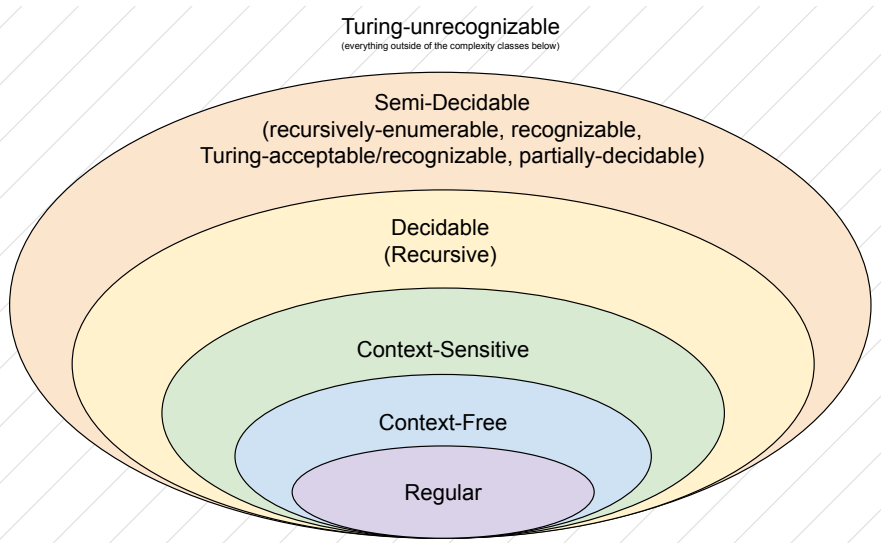 Turing-unrecognizable
(everything outside of the complexity classes below)
Semi-Decidable
(recursively-enumerable, recognizable,
Turing-acceptable/recognizable, partially-decidable)
Decidable
(Recursive)
Context-Sensitive
Context-Free
Regular